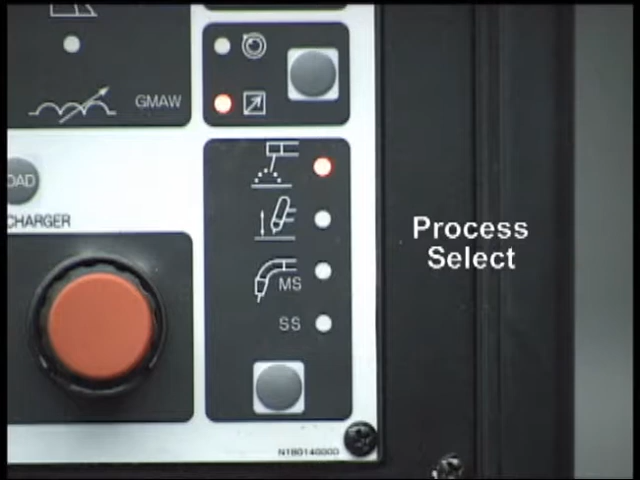 GMAW
OAD
CHARGER
Process
Select
MS
SS
N180140000